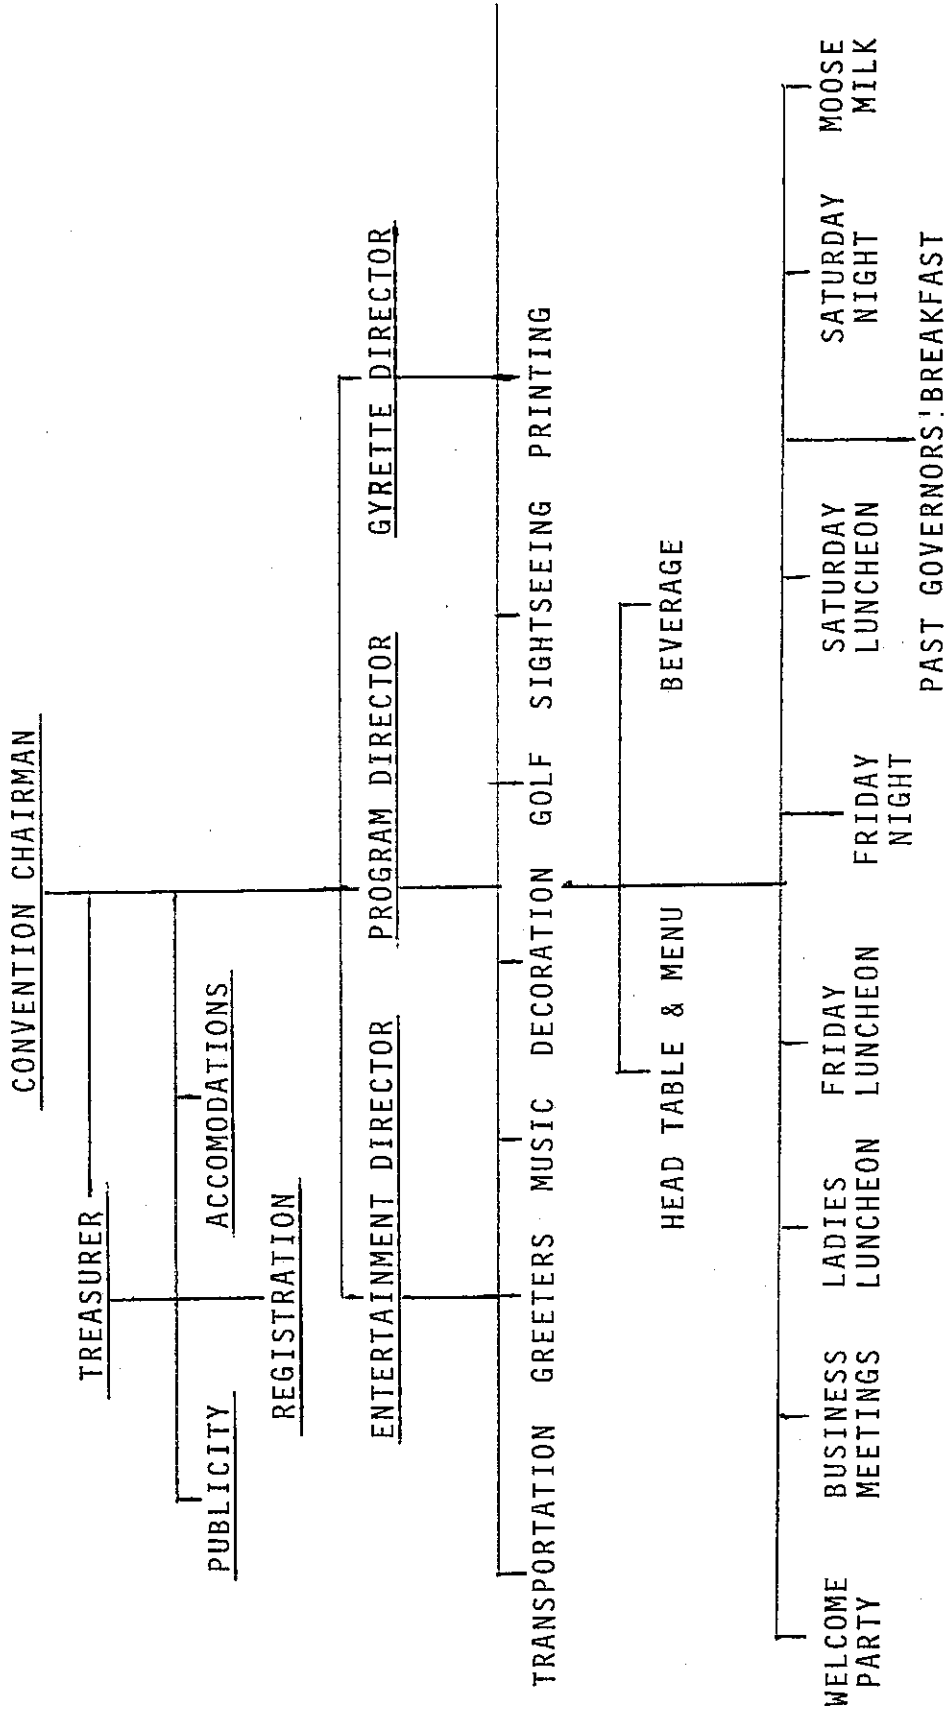 CONVENTION CHAIRMAN
TREASURER
PUBLICITY ACCOMODATIONS
REGISTRATION
ENTERTAINMENT DIRECTOR PROGRAM DIRECTOR GYRETTE DIRECTOR
TRANSPORTATION GREETERS MUSIC DECORATION GOLF SIGHTSEEING PRINTING
HEAD TABLE & MENU BEVERAGE
WELCOME PARTY
BUSINESS MEETINGS
LADIES LUNCHEON
FRIDAY LUNCHEON
FRIDAY NIGHT
SATURDAY LUNCHEON
PAST GOVERNORS' BREAKFAST
SATURDAY NIGHT
MOOSE MILK